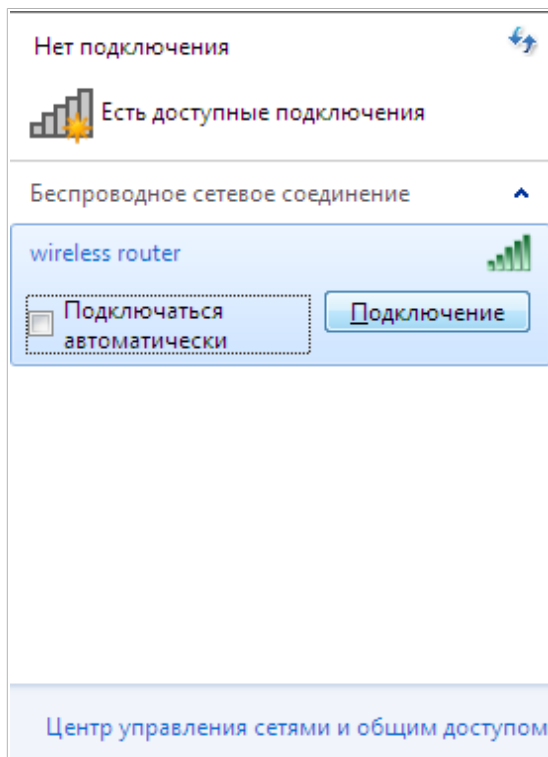 Нет подключения
Есть доступные подключения
Беспроводное сетевое соединение
wireless router
Подключаться
автоматически
Подключение
Центр управления сетями и общим доступом